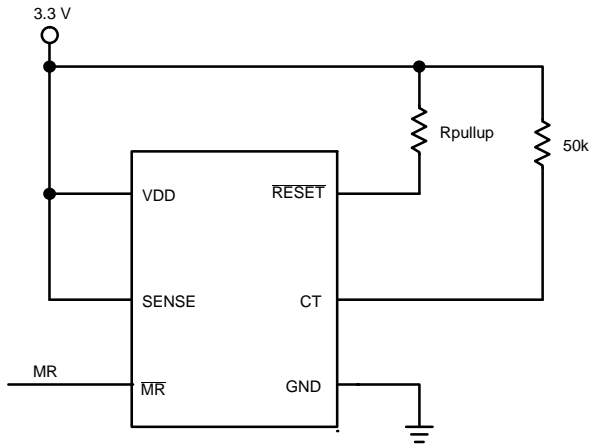 3.3 V
Rpullup
50k
VDD
RESET
SENSE
CT
MR
MR
GND